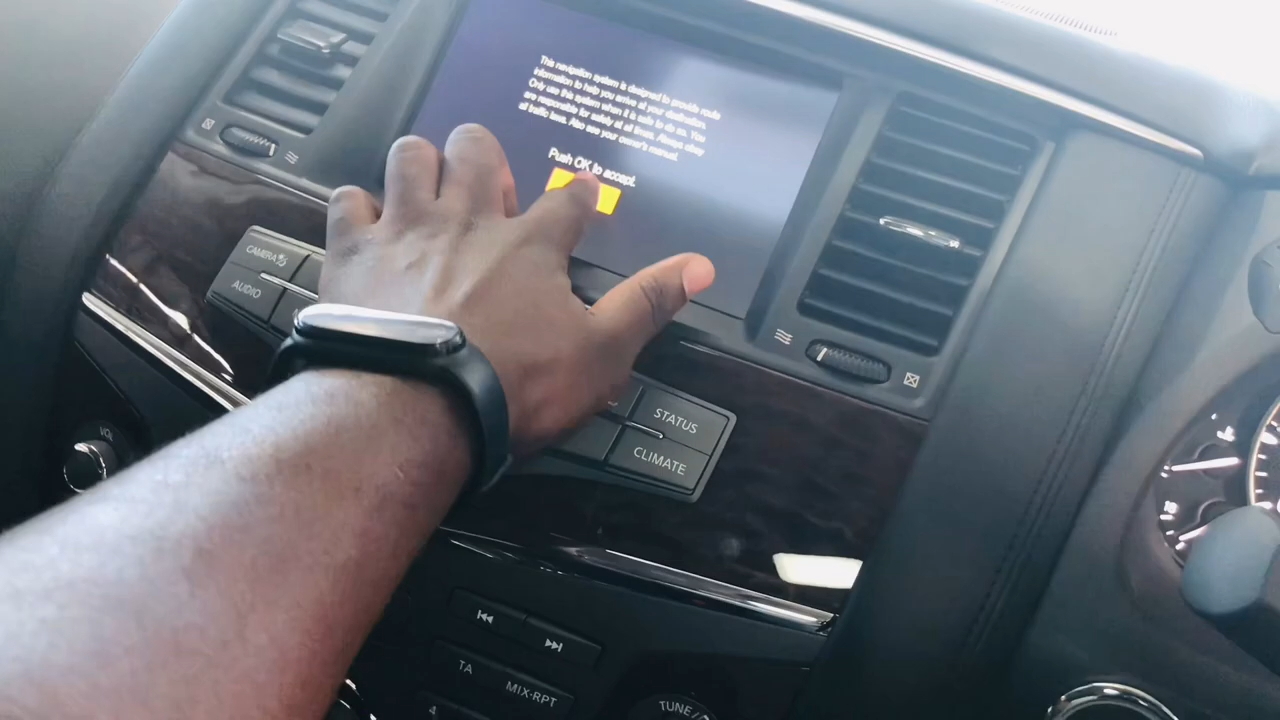 This navigation system is designed to provide route
information to help you arrive at your destination.
Only use this system when it is safe to do so. You
are responsible for safety at all times. Always obey
all traffic laws. Also see your owner's manual.
Push OK to accept.
CAMERA
AUDIO
STATUS
CLIMATE
VOL
TA
MIX-RPT
4
TUNE/